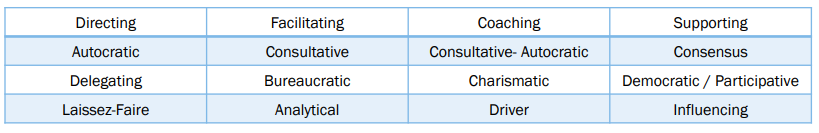 Directing Facilitating Coaching Supporting
Autocratic Consultative Consultative- Autocratic Consensus
Delegating Bureaucratic Charismatic Democratic / Participative
Laissez-Faire Analytical Driver Influencing